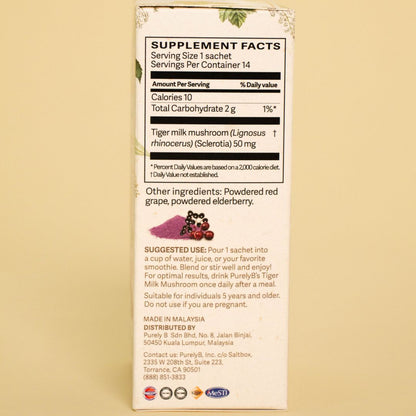 SUPPLEMENT FACTS
Serving Size 1 sachet
Servings Per Container 14
Amount Per Serving % Daily value
Calories 10
Total Carbohydrate 2 g 1%*
Tiger milk mushroom (Lignosus †
rhinocerus) (Sclerotia) 50 mg
* Percent Daily Values are based on a 2,000 calorie diet.
† Daily Value not established.
Other ingredients: Powdered red
grape, powdered elderberry.
SUGGESTED USE: Pour 1 sachet into
a cup of water, juice, or your favorite
smoothie. Blend or stir well and enjoy!
For optimal results, drink PurelyB's Tiger
Milk Mushroom once daily after a meal.
Suitable for individuals 5 years and older.
Do not use if you are pregnant.
MADE IN MALAYSIA
DISTRIBUTED BY
Purely B Sdn Bhd, No. 8, Jalan Binjai,
50450 Kuala Lumpur, Malaysia
Contact us: PurelyB, Inc. c/o Saltbox,
2335 W 208th St, Suite 223,
Torrance, CA 90501
(888) 851-3833
MeSTI